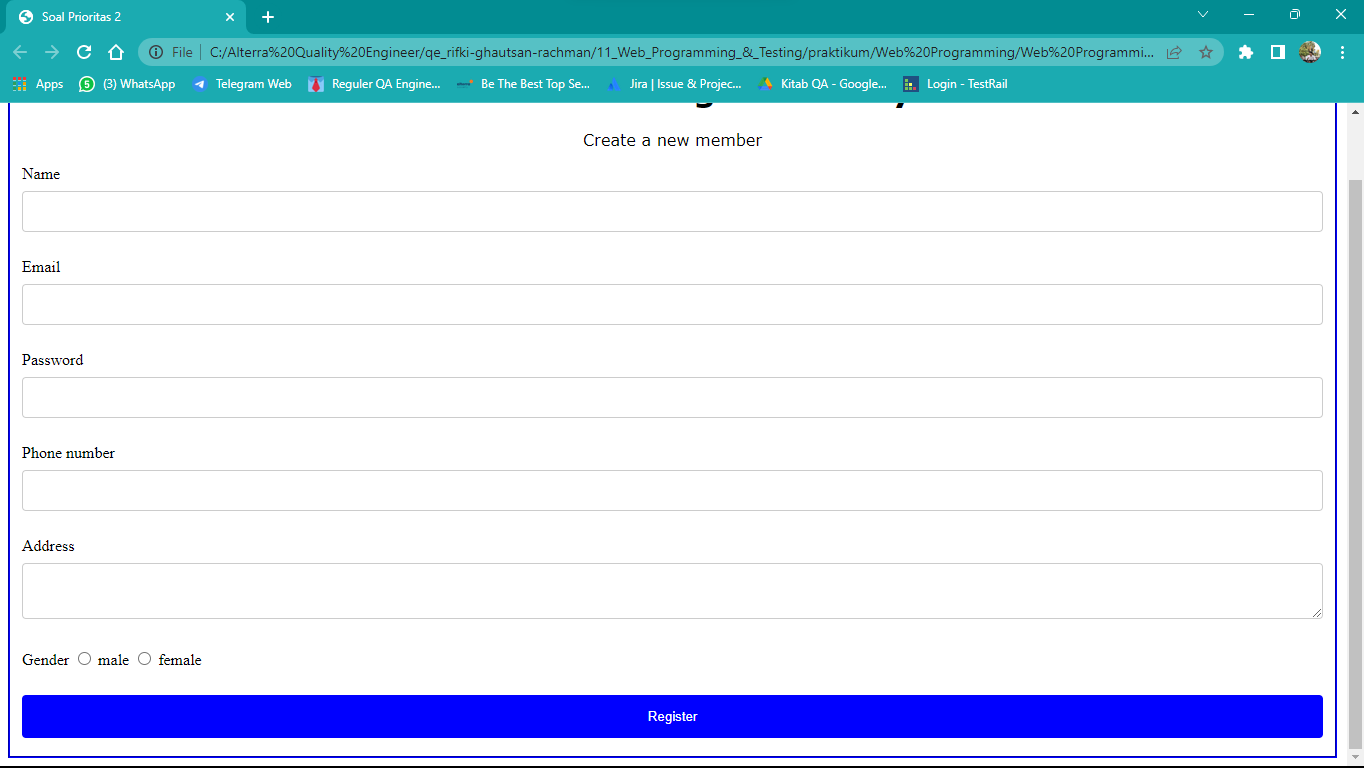 Soal Prioritas 2
File C:/Alterra%20Quality%20Engineer/qe_rifki-ghautsan-rachman/11_Web_Programming_&_Testing/praktikum/Web%20Programming/Web%20Programmi...
Apps (3) WhatsApp Telegram Web Reguler QA Engine... Be The Best Top Se... Jira | Issue & Projec... Kitab QA - Google... Login - TestRail
Create a new member
Name
Email
Password
Phone number
Address
Gender male female
Register